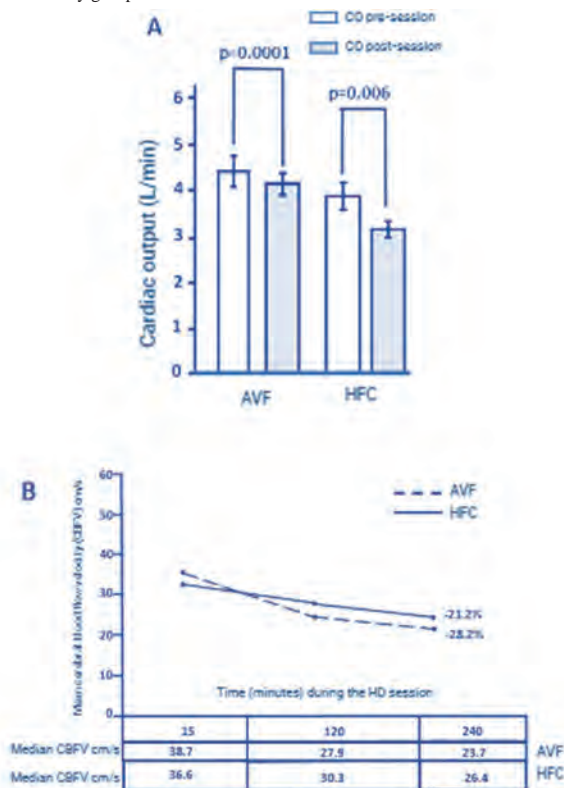 A
CO pre-session
CO post-session
p=0.0001
p=0.006
Cardiac output (L/min)
6
5
4
3
2
1
0
AVF
HFC
B
60
50
40
30
20
10
0
AVF
HFC
-21.2%
-28.2%
Time (minutes) during the HD session
15 120 240
Median CBFV cm/s 38.7 27.9 23.7 AVF
Median CBFV cm/s 36.6 30.3 26.4 HFC